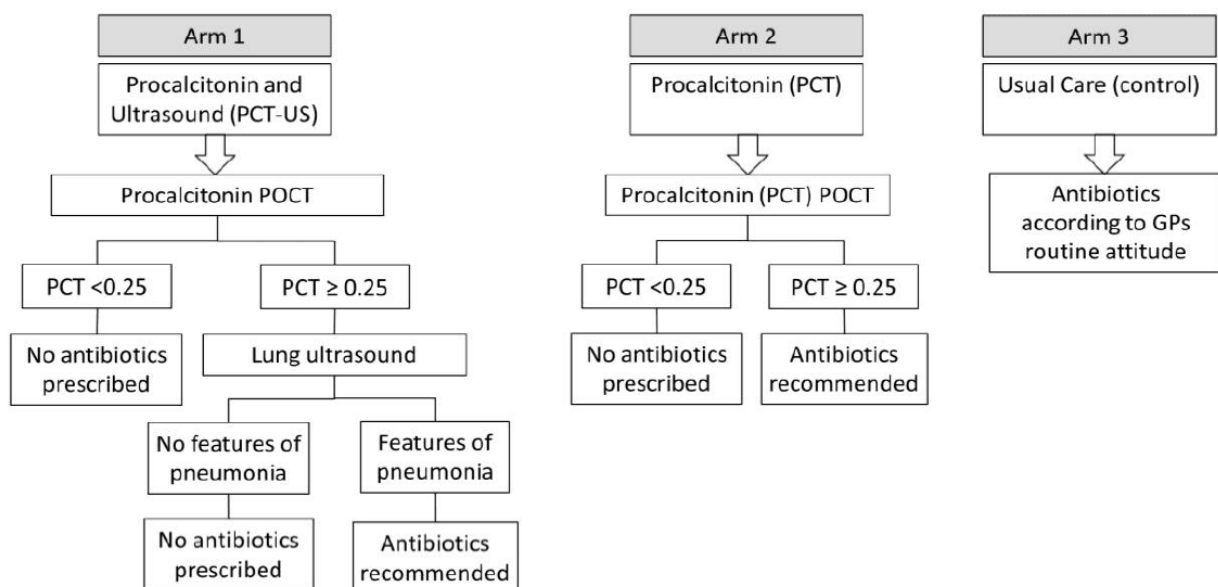 Arm 1
Procalcitonin and
Ultrasound (PCT-US)
Procalcitonin POCT
PCT <0.25
PCT ≥ 0.25
No antibiotics
prescribed
Lung ultrasound
No features of
pneumonia
Features of
pneumonia
No antibiotics
prescribed
Antibiotics
recommended
Arm 2
Procalcitonin (PCT)
Procalcitonin (PCT) POCT
PCT <0.25
PCT ≥ 0.25
No antibiotics
prescribed
Antibiotics
recommended
Arm 3
Usual Care (control)
Antibiotics
according to GPs
routine attitude